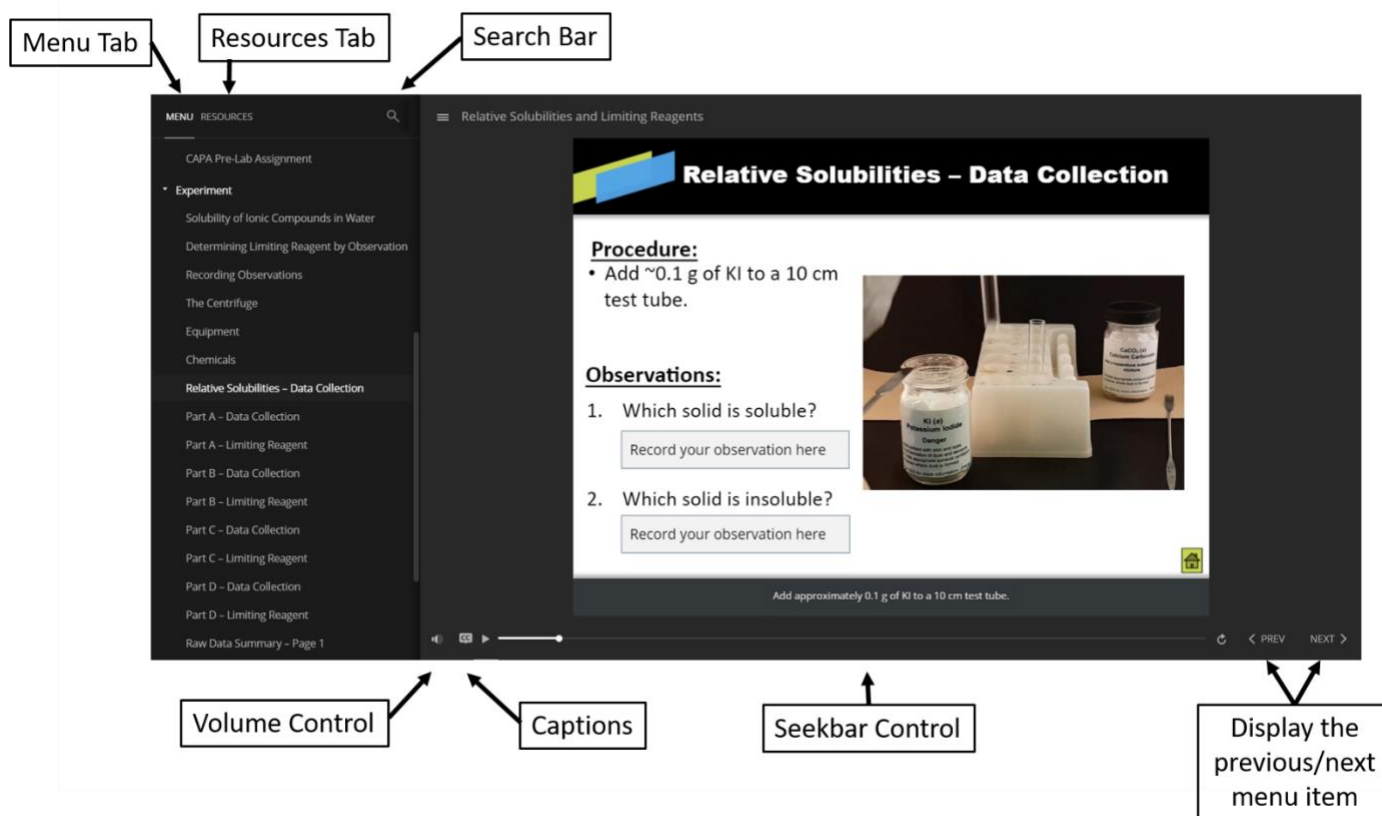 Menu Tab
Resources Tab
Search Bar
MENU RESOURCES
Relative Solubilities and Limiting Reagents
CAPA Pre-Lab Assignment
Experiment
Solubility of Ionic Compounds in Water
Determining Limiting Reagent by Observation
Recording Observations
The Centrifuge
Equipment
Chemicals
Relative Solubilities – Data Collection
Part A – Data Collection
Part A – Limiting Reagent
Part B – Data Collection
Part B – Limiting Reagent
Part C – Data Collection
Part C – Limiting Reagent
Part D – Data Collection
Part D – Limiting Reagent
Raw Data Summary – Page 1
Relative Solubilities – Data Collection
Procedure:
• Add ~0.1 g of KI to a 10 cm
test tube.
Observations:
1. Which solid is soluble?
Record your observation here
2. Which solid is insoluble?
Record your observation here
KI (s)
Potassium Iodide
Danger
CaCO₃ (s)
Calcium Carbonate
Add approximately 0.1 g of KI to a 10 cm test tube.
CC
PREV
NEXT
Volume Control
Captions
Seekbar Control
Display the
previous/next
menu item